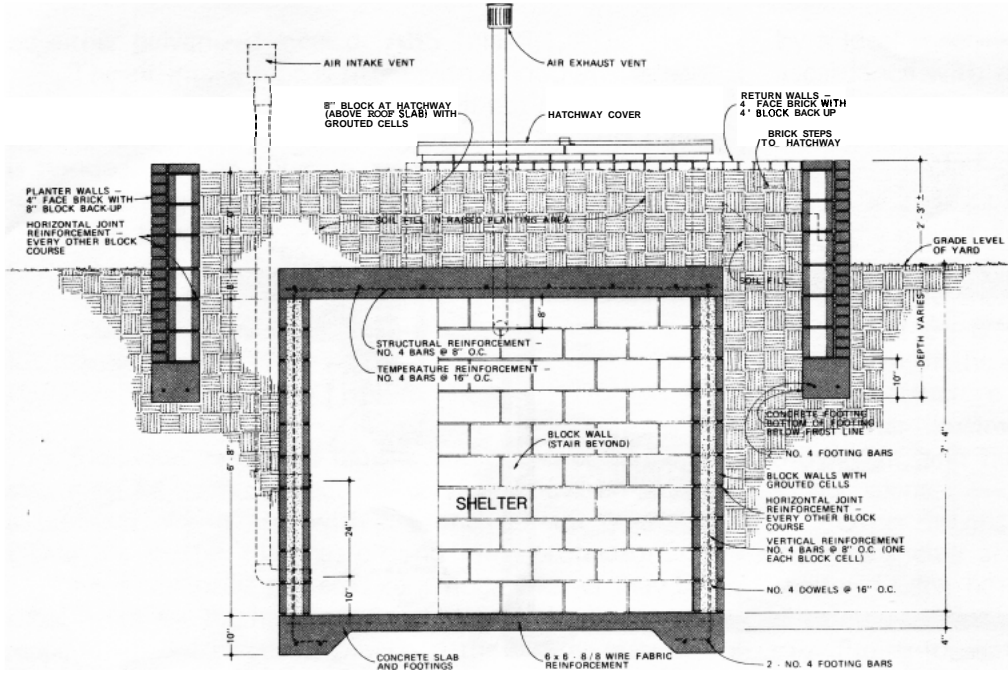 AIR INTAKE VENT
AIR EXHAUST VENT
8" BLOCK AT HATCHWAY
(ABOVE ROOF SLAB) WITH
GROUTED CELLS
HATCHWAY COVER
RETURN WALLS –
4 FACE BRICK WITH
4' BLOCK BACK UP
BRICK STEPS
TO HATCHWAY
PLANTER WALLS –
4" FACE BRICK WITH
8" BLOCK BACK-UP
HORIZONTAL JOINT
REINFORCEMENT –
EVERY OTHER BLOCK
COURSE
2'-0"
SOIL FILL IN RAISED PLANTING AREA
2'-3"±
GRADE LEVEL
OF YARD
SOIL FILL
8"
8"
STRUCTURAL REINFORCEMENT –
NO. 4 BARS @ 8" O.C.
TEMPERATURE REINFORCEMENT –
NO. 4 BARS @ 16" O.C.
DEPTH VARIES
10"
CONCRETE FOOTING
BOTTOM OF FOOTING
BELOW FROST LINE
2 - NO. 4 FOOTING BARS
6'-8"
7'-4"
BLOCK WALL
(STAIR BEYOND)
SHELTER
BLOCK WALLS WITH
GROUTED CELLS
HORIZONTAL JOINT
REINFORCEMENT –
EVERY OTHER BLOCK
COURSE
24"
VERTICAL REINFORCEMENT
NO. 4 BARS @ 8" O.C. (ONE
EACH BLOCK CELL)
10"
NO. 4 DOWELS @ 16" O.C.
10"
4"
CONCRETE SLAB
AND FOOTINGS
6 x 6 - 8/8 WIRE FABRIC
REINFORCEMENT
2 - NO. 4 FOOTING BARS